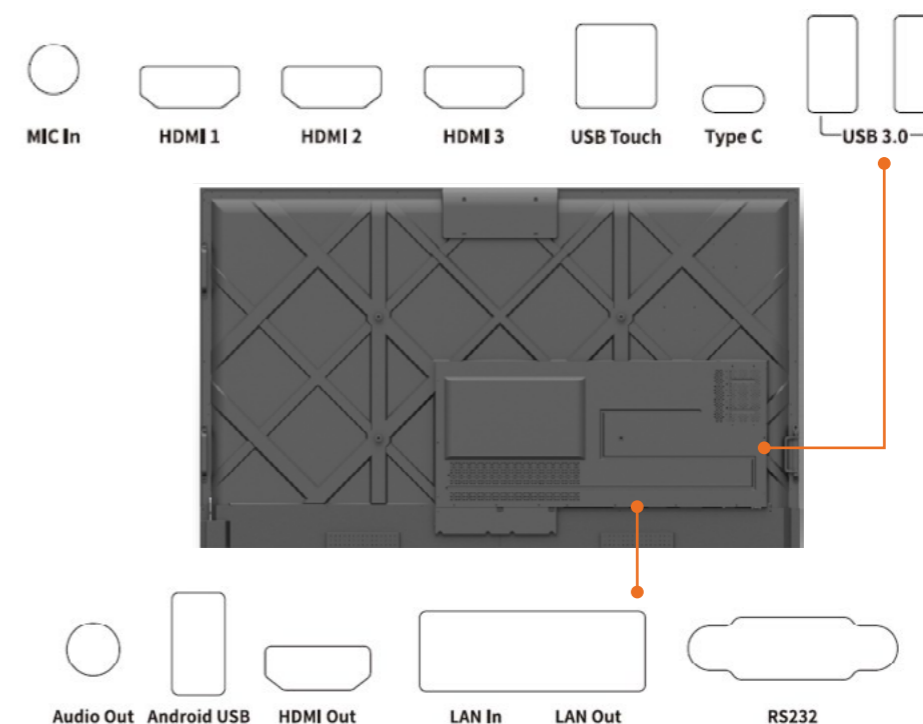 MIC In HDMI 1 HDMI 2 HDMI 3 USB Touch Type C USB 3.0
Audio Out Android USB HDMI Out LAN In LAN Out RS232